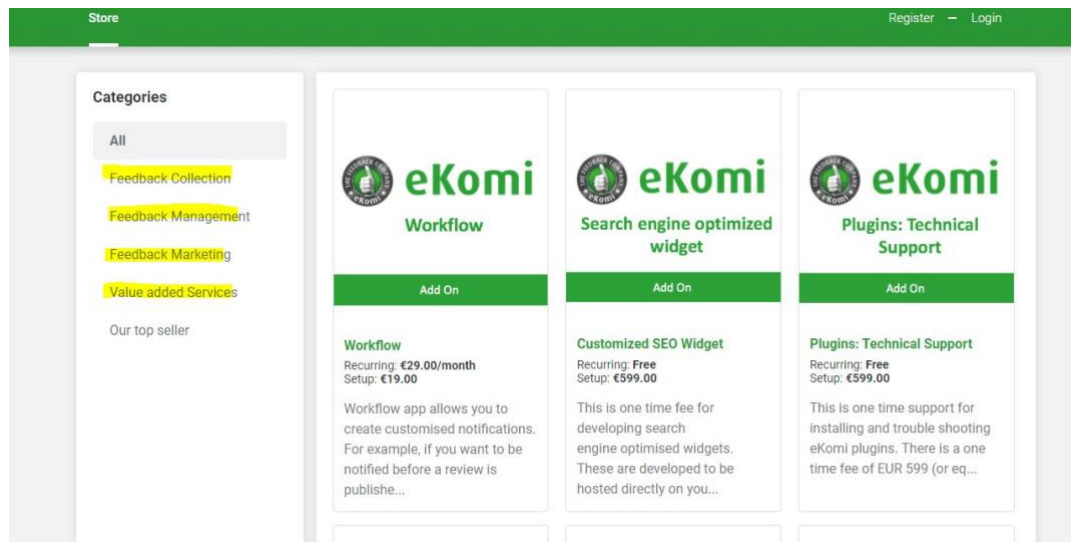 Store
Register – Login
Categories
All
Feedback Collection
Feedback Management
Feedback Marketing
Value added Services
Our top seller
eKomi
Workflow
Add On
Workflow
Recurring: €29.00/month
Setup: €19.00
Workflow app allows you to
create customised notifications.
For example, if you want to be
notified before a review is
publishe...
eKomi
Search engine optimized
widget
Add On
Customized SEO Widget
Recurring: Free
Setup: €599.00
This is one time fee for
developing search
engine optimised widgets.
These are developed to be
hosted directly on you...
eKomi
Plugins: Technical
Support
Add On
Plugins: Technical Support
Recurring: Free
Setup: €599.00
This is one time support for
installing and trouble shooting
eKomi plugins. There is a one
time fee of EUR 599 (or eq...